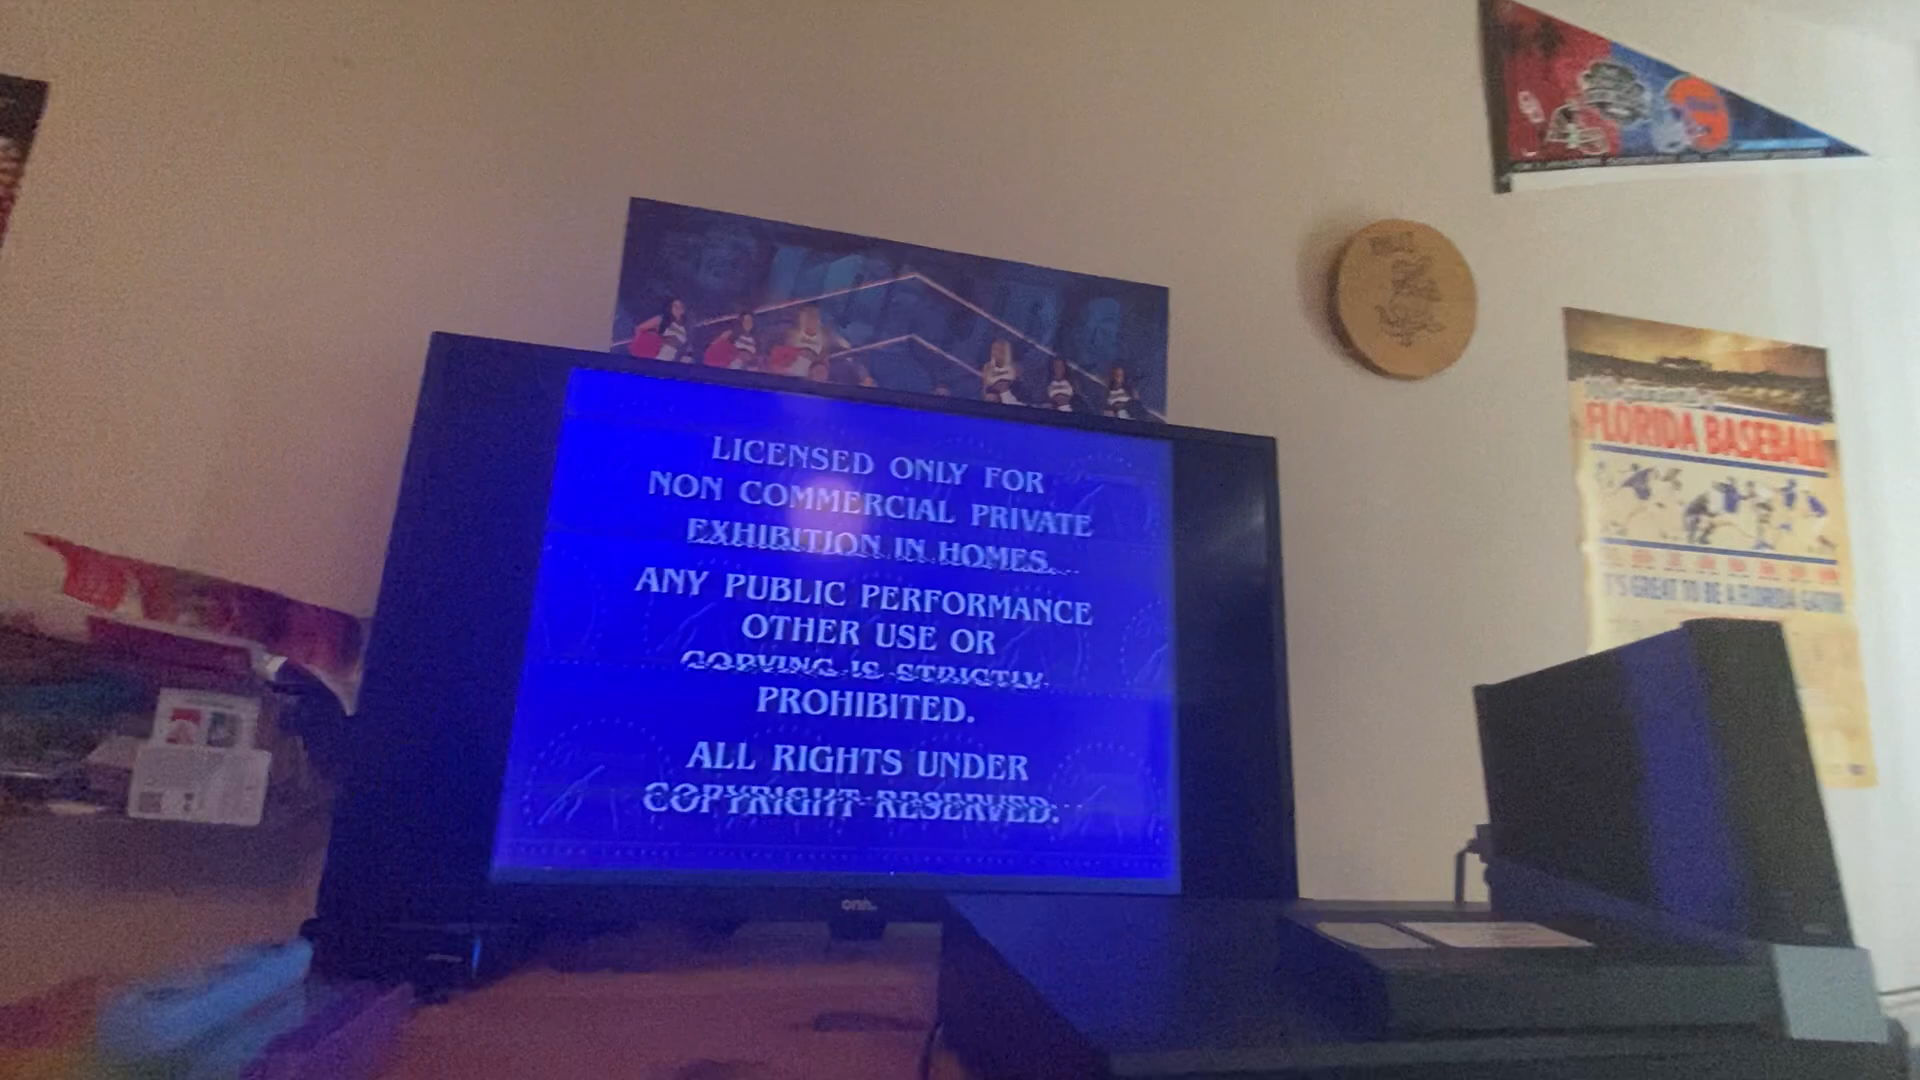 LICENSED ONLY FOR
NON COMMERCIAL PRIVATE
EXHIBITION IN HOMES.
ANY PUBLIC PERFORMANCE
OTHER USE OR
COPYING IS STRICTLY
PROHIBITED.
ALL RIGHTS UNDER
COPYRIGHT RESERVED.
onn.
FLORIDA BASEBALL
IT'S GREAT TO BE A FLORIDA GATOR